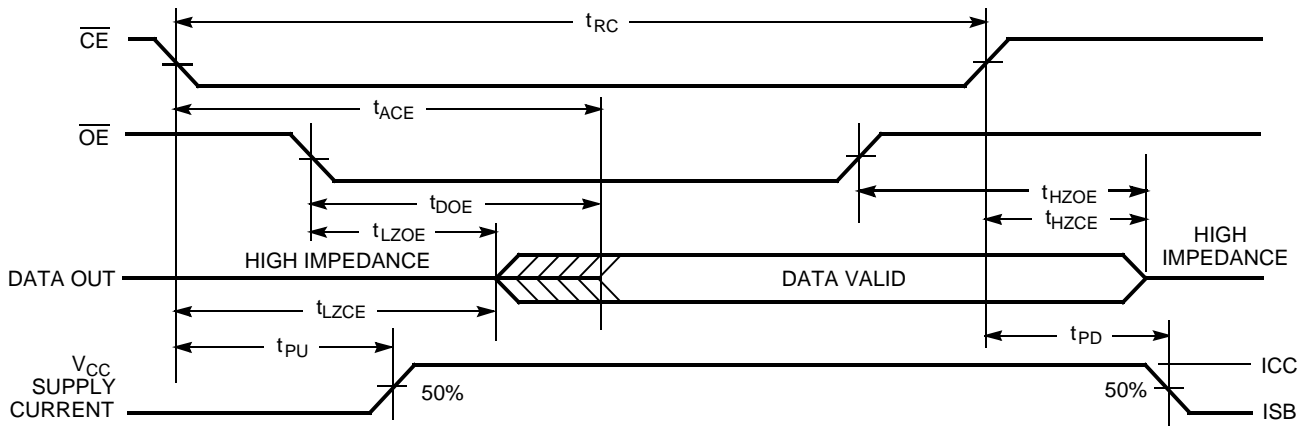 tRC
CE
tACE
OE
tHZOE
tDOE
tHZCE
tLZOE
HIGH
IMPEDANCE
HIGH IMPEDANCE
DATA OUT
DATA VALID
tLZCE
tPU
tPD
VCC
SUPPLY
CURRENT
50%
50%
ICC
ISB